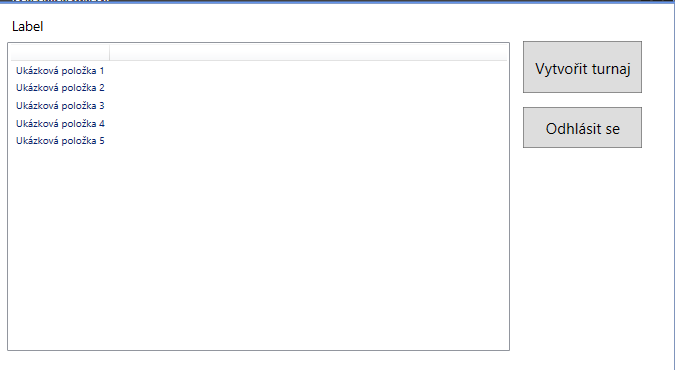 Label
Ukázková položka 1
Ukázková položka 2
Ukázková položka 3
Ukázková položka 4
Ukázková položka 5
Vytvořit turnaj
Odhlásit se